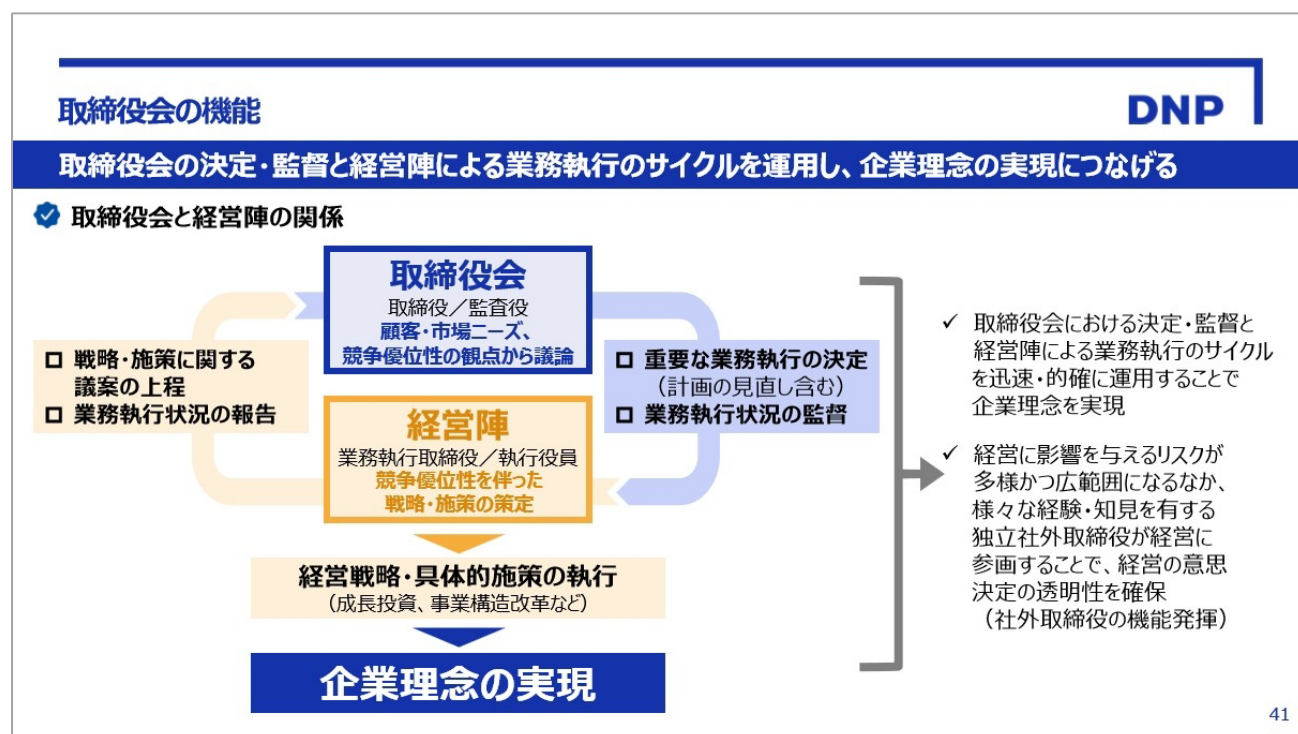 取締役会の機能
DNP
取締役会の決定・監督と経営陣による業務執行のサイクルを運用し、企業理念の実現につなげる
取締役会と経営陣の関係
取締役会
取締役／監査役
顧客・市場ニーズ、
競争優位性の観点から議論
戦略・施策に関する
議案の上程
業務執行状況の報告
重要な業務執行の決定
（計画の見直し含む）
業務執行状況の監督
経営陣
業務執行取締役／執行役員
競争優位性を伴った
戦略・施策の策定
経営戦略・具体的施策の執行
（成長投資、事業構造改革など）
企業理念の実現
✓ 取締役会における決定・監督と
経営陣による業務執行のサイクル
を迅速・的確に運用することで
企業理念を実現
✓ 経営に影響を与えるリスクが
多様かつ広範囲になるなか、
様々な経験・知見を有する
独立社外取締役が経営に
参画することで、経営の意思
決定の透明性を確保
（社外取締役の機能発揮）
41